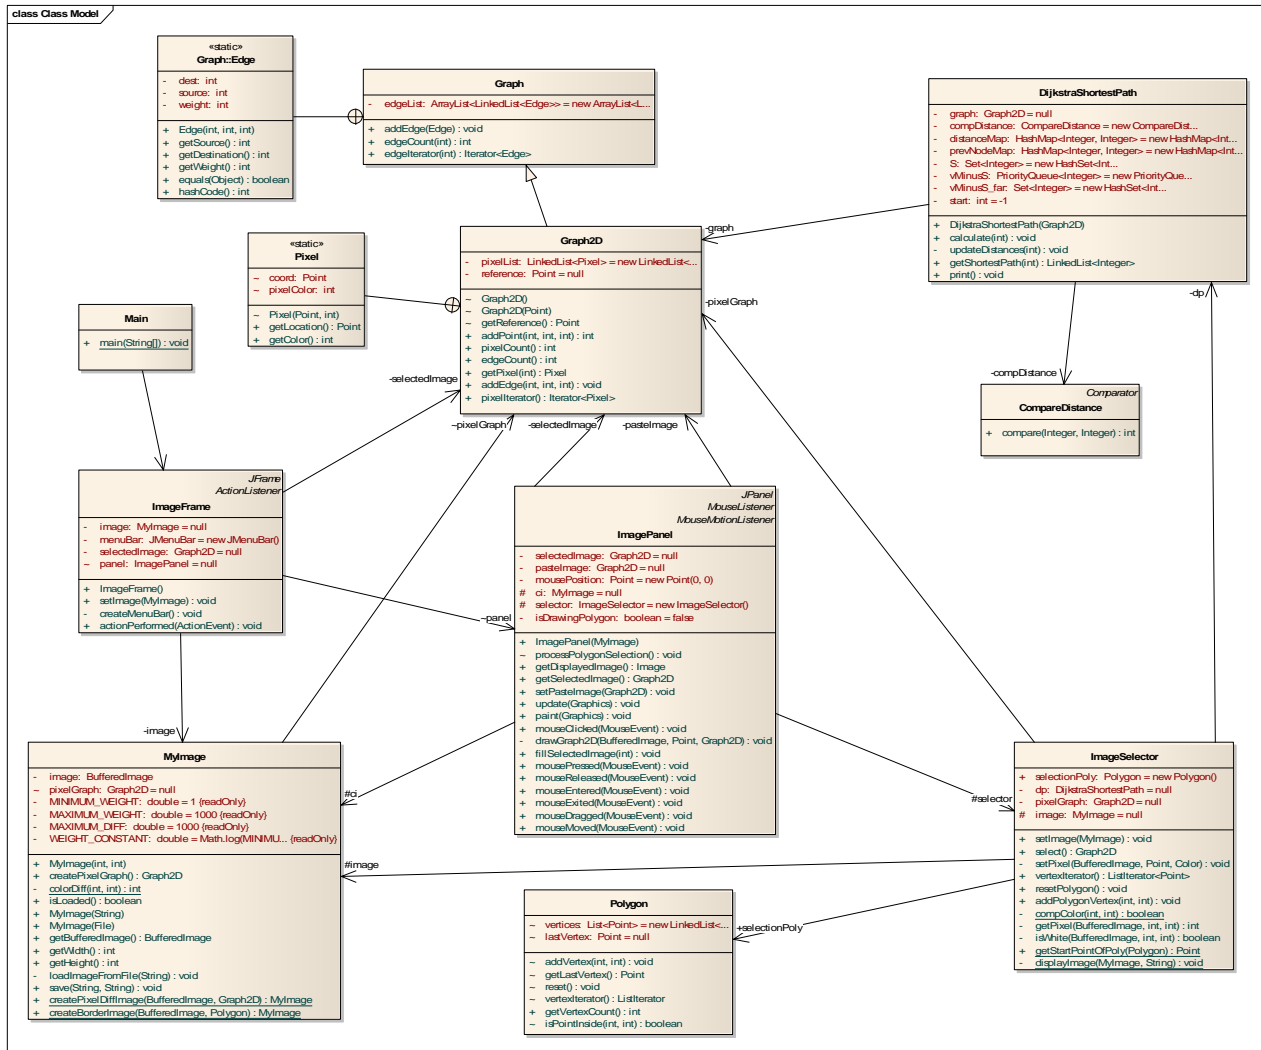 class Class Model
«static»
Graph::Edge
- dest: int
- source: int
- weight: int
+ Edge(int, int, int)
+ getSource() : int
+ getDestination() : int
+ getWeight() : int
+ equals(Object) : boolean
+ hashCode() : int
Graph
- edgeList: ArrayList<LinkedList<Edge>> = new ArrayList<L...
+ addEdge(Edge) : void
+ edgeCount(int) : int
+ edgeIterator(int) : Iterator<Edge>
DijkstraShortestPath
- graph: Graph2D = null
- compDistance: CompareDistance = new CompareDist...
- distanceMap: HashMap<Integer, Integer> = new HashMap<Int...
- prevNodeMap: HashMap<Integer, Integer> = new HashMap<Int...
- S: Set<Integer> = new HashSet<Int...
- vMinusS: PriorityQueue<Integer> = new PriorityQue...
- vMinusS_far: Set<Integer> = new HashSet<Int...
- start: int = -1
+ DijkstraShortestPath(Graph2D)
+ calculate(int) : void
- updateDistances(int) : void
+ getShortestPath(int) : LinkedList<Integer>
+ print() : void
-graph
-pixelGraph
-dp
Graph2D
- pixelList: LinkedList<Pixel> = new LinkedList<...
- reference: Point = null
~ Graph2D()
~ Graph2D(Point)
~ getReference() : Point
+ addPoint(int, int, int) : int
+ pixelCount() : int
+ edgeCount() : int
+ getPixel(int) : Pixel
+ addEdge(int, int, int) : void
+ pixelIterator() : Iterator<Pixel>
«static»
Pixel
~ coord: Point
~ pixelColor: int
~ Pixel(Point, int)
+ getLocation() : Point
+ getColor() : int
Main
+ main(String[]) : void
-selectedImage
~pixelGraph
-selectedImage
-pasteImage
-compDistance
Comparator
CompareDistance
+ compare(Integer, Integer) : int
JFrame
ActionListener
ImageFrame
- image: MyImage = null
- menuBar: JMenuBar = new JMenuBar()
- selectedImage: Graph2D = null
~ panel: ImagePanel = null
+ ImageFrame()
+ setImage(MyImage) : void
- createMenuBar() : void
+ actionPerformed(ActionEvent) : void
~panel
-image
JPanel
MouseListener
MouseMotionListener
ImagePanel
- selectedImage: Graph2D = null
- pasteImage: Graph2D = null
- mousePosition: Point = new Point(0, 0)
# ci: MyImage = null
# selector: ImageSelector = new ImageSelector()
- isDrawingPolygon: boolean = false
+ ImagePanel(MyImage)
~ processPolygonSelection() : void
+ getDisplayedImage() : Image
+ getSelectedImage() : Graph2D
+ setPasteImage(Graph2D) : void
+ update(Graphics) : void
+ paint(Graphics) : void
+ mouseClicked(MouseEvent) : void
- drawGraph2D(BufferedImage, Point, Graph2D) : void
+ fillSelectedImage(int) : void
+ mousePressed(MouseEvent) : void
+ mouseReleased(MouseEvent) : void
+ mouseEntered(MouseEvent) : void
+ mouseExited(MouseEvent) : void
+ mouseDragged(MouseEvent) : void
+ mouseMoved(MouseEvent) : void
#ci
#selector
#image
+selectionPoly
MyImage
- image: BufferedImage
~ pixelGraph: Graph2D = null
- MINIMUM_WEIGHT: double = 1 {readOnly}
- MAXIMUM_WEIGHT: double = 1000 {readOnly}
- MAXIMUM_DIFF: double = 1000 {readOnly}
- WEIGHT_CONSTANT: double = Math.log(MINIMU... {readOnly}
+ MyImage(int, int)
+ createPixelGraph() : Graph2D
- colorDiff(int, int) : int
+ isLoaded() : boolean
+ MyImage(String)
+ MyImage(File)
+ getBufferedImage() : BufferedImage
+ getWidth() : int
+ getHeight() : int
- loadImageFromFile(String) : void
+ save(String, String) : void
+ createPixelDiffImage(BufferedImage, Graph2D) : MyImage
+ createBorderImage(BufferedImage, Polygon) : MyImage
Polygon
~ vertices: List<Point> = new LinkedList<...
~ lastVertex: Point = null
~ addVertex(int, int) : void
~ getLastVertex() : Point
~ reset() : void
~ vertexIterator() : ListIterator
+ getVertexCount() : int
~ isPointInside(int, int) : boolean
ImageSelector
+ selectionPoly: Polygon = new Polygon()
- dp: DijkstraShortestPath = null
- pixelGraph: Graph2D = null
# image: MyImage = null
+ setImage(MyImage) : void
+ select() : Graph2D
- setPixel(BufferedImage, Point, Color) : void
+ vertexIterator() : ListIterator<Point>
+ resetPolygon() : void
+ addPolygonVertex(int, int) : void
- compColor(int, int) : boolean
- getPixel(BufferedImage, int, int) : int
- isWhite(BufferedImage, int, int) : boolean
+ getStartPointOfPoly(Polygon) : Point
- displayImage(MyImage, String) : void